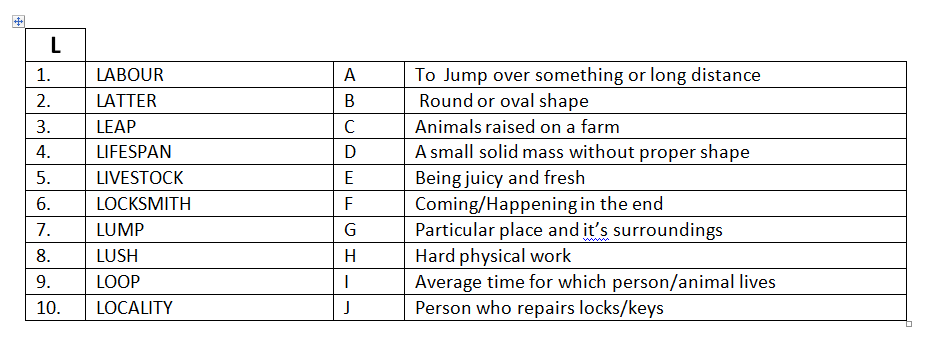 L
1. LABOUR A To Jump over something or long distance
2. LATTER B Round or oval shape
3. LEAP C Animals raised on a farm
4. LIFESPAN D A small solid mass without proper shape
5. LIVESTOCK E Being juicy and fresh
6. LOCKSMITH F Coming/Happening in the end
7. LUMP G Particular place and it’s surroundings
8. LUSH H Hard physical work
9. LOOP I Average time for which person/animal lives
10. LOCALITY J Person who repairs locks/keys